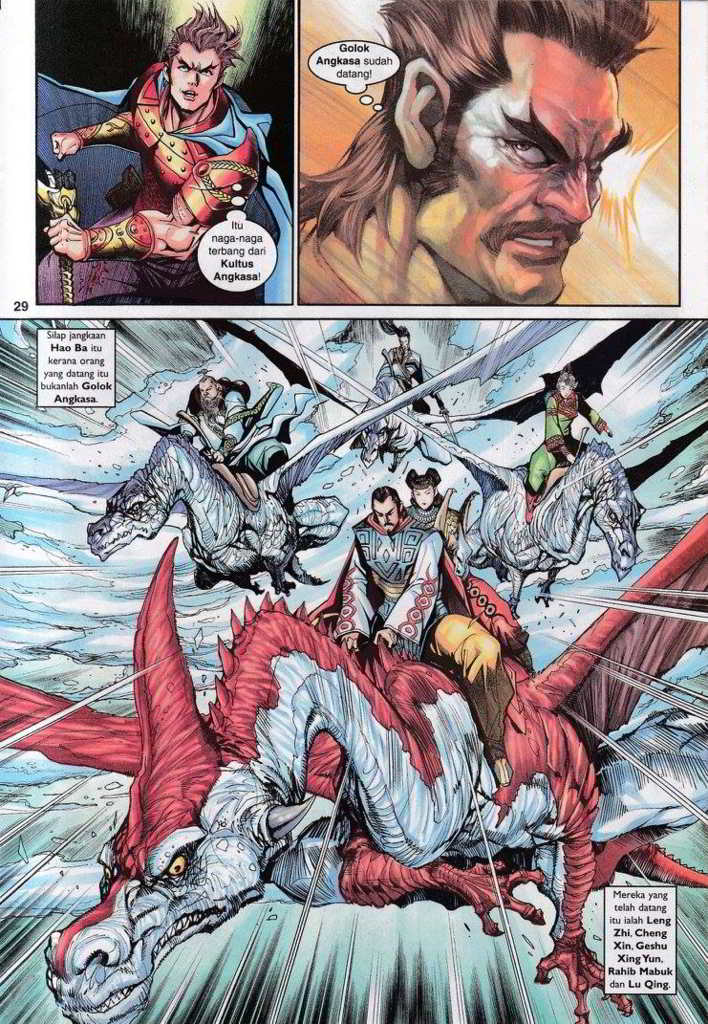 Itu
naga-naga
terbang dari
Kultus
Angkasa!
Golok
Angkasa sudah
datang!
29
Silap jangkaan
Hao Ba itu
kerana orang
yang datang itu
bukanlah Golok
Angkasa.
Mereka yang
telah datang
itu ialah Leng
Zhi, Cheng
Xin, Geshu
Xing Yun,
Rahib Mabuk
dan Lu Qing.